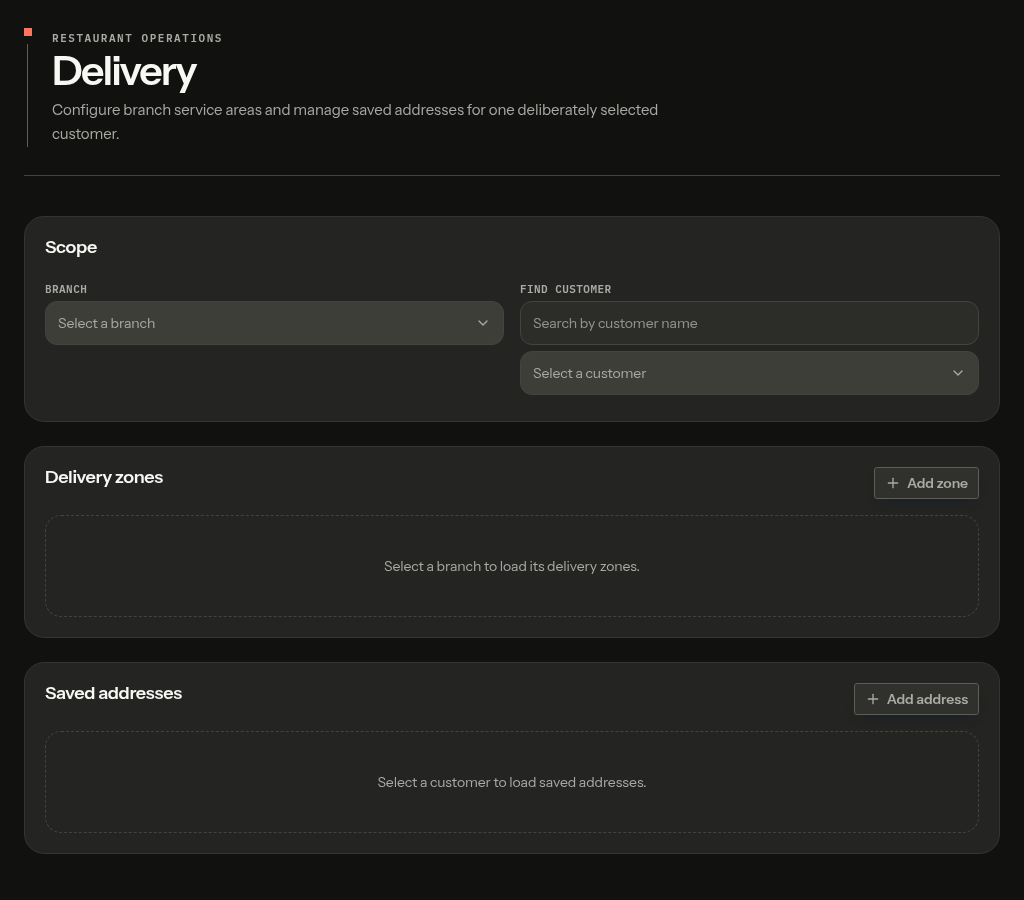 RESTAURANT OPERATIONS
Delivery
Configure branch service areas and manage saved addresses for one deliberately selected
customer.
Scope
BRANCH
Select a branch
FIND CUSTOMER
Search by customer name
Select a customer
Delivery zones
Add zone
Select a branch to load its delivery zones.
Saved addresses
Add address
Select a customer to load saved addresses.